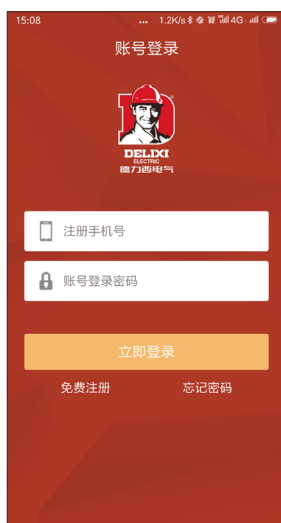 15:08 ... 1.2K/s 4G
账号登录
DELIXI
ELECTRIC
德力西电气
注册手机号
账号登录密码
立即登录
免费注册 忘记密码